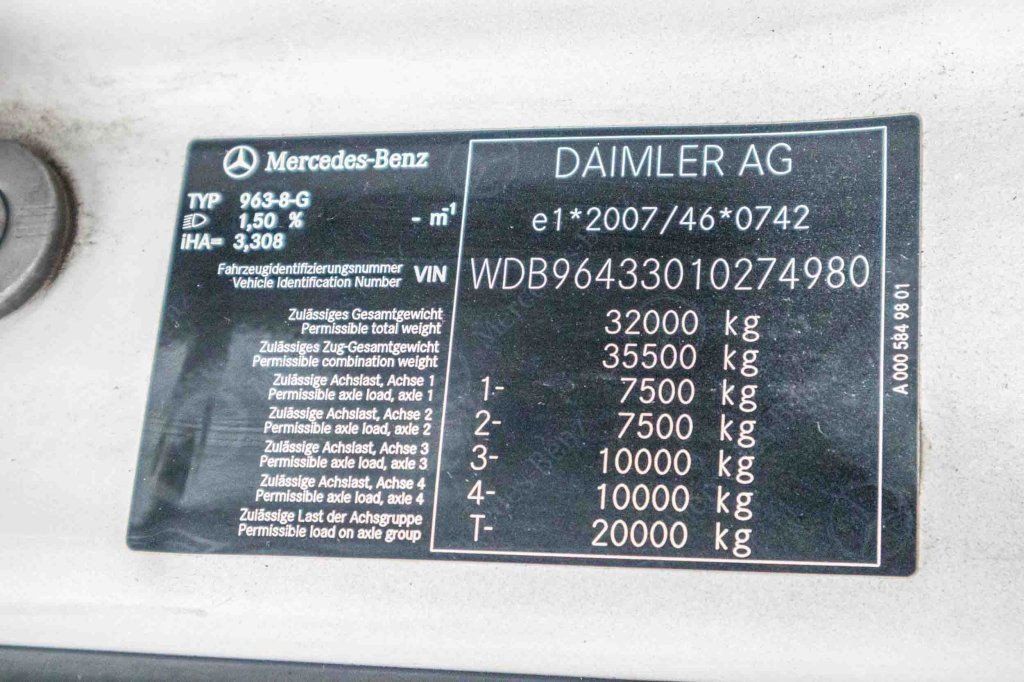 Mercedes-Benz
DAIMLER AG
TYP 963-8-G
1,50 % - m-1
iHA= 3,308
e1*2007/46*0742
Fahrzeugidentifizierungsnummer
Vehicle Identification Number
VIN WDB96433010274980
Zulässiges Gesamtgewicht
Permissible total weight
32000 kg
Zulässiges Zug-Gesamtgewicht
Permissible combination weight
35500 kg
Zulässige Achslast, Achse 1
Permissible axle load, axle 1
1- 7500 kg
Zulässige Achslast, Achse 2
Permissible axle load, axle 2
2- 7500 kg
Zulässige Achslast, Achse 3
Permissible axle load, axle 3
3- 10000 kg
Zulässige Achslast, Achse 4
Permissible axle load, axle 4
4- 10000 kg
Zulässige Last der Achsgruppe
Permissible load on axle group
T- 20000 kg
A 000 584 98 01